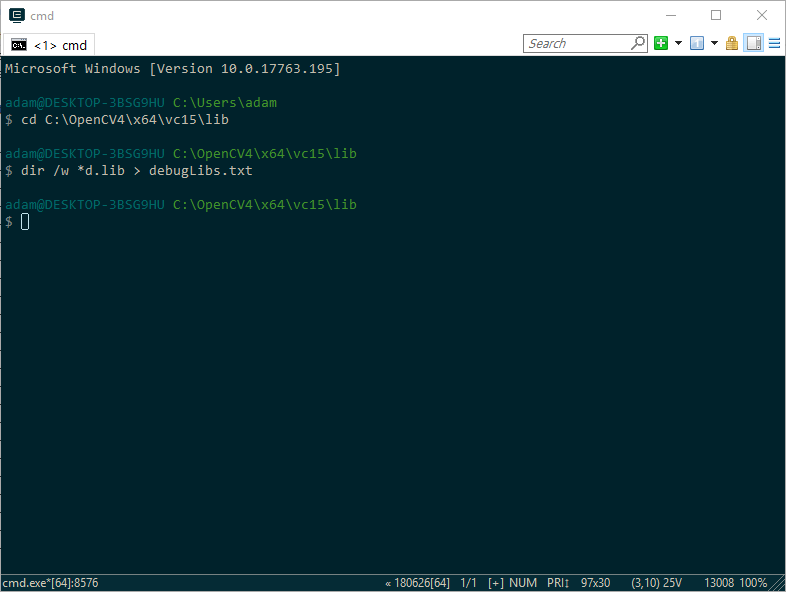 cmd
<1> cmd
Search
Microsoft Windows [Version 10.0.17763.195]
adam@DESKTOP-3BSG9HU C:\Users\adam
$ cd C:\OpenCV4\x64\vc15\lib
adam@DESKTOP-3BSG9HU C:\OpenCV4\x64\vc15\lib
$ dir /w *d.lib > debugLibs.txt
adam@DESKTOP-3BSG9HU C:\OpenCV4\x64\vc15\lib
$
cmd.exe*[64]:8576 « 180626[64] 1/1 [+] NUM PRI↕ 97x30 (3,10) 25V 13008 100%